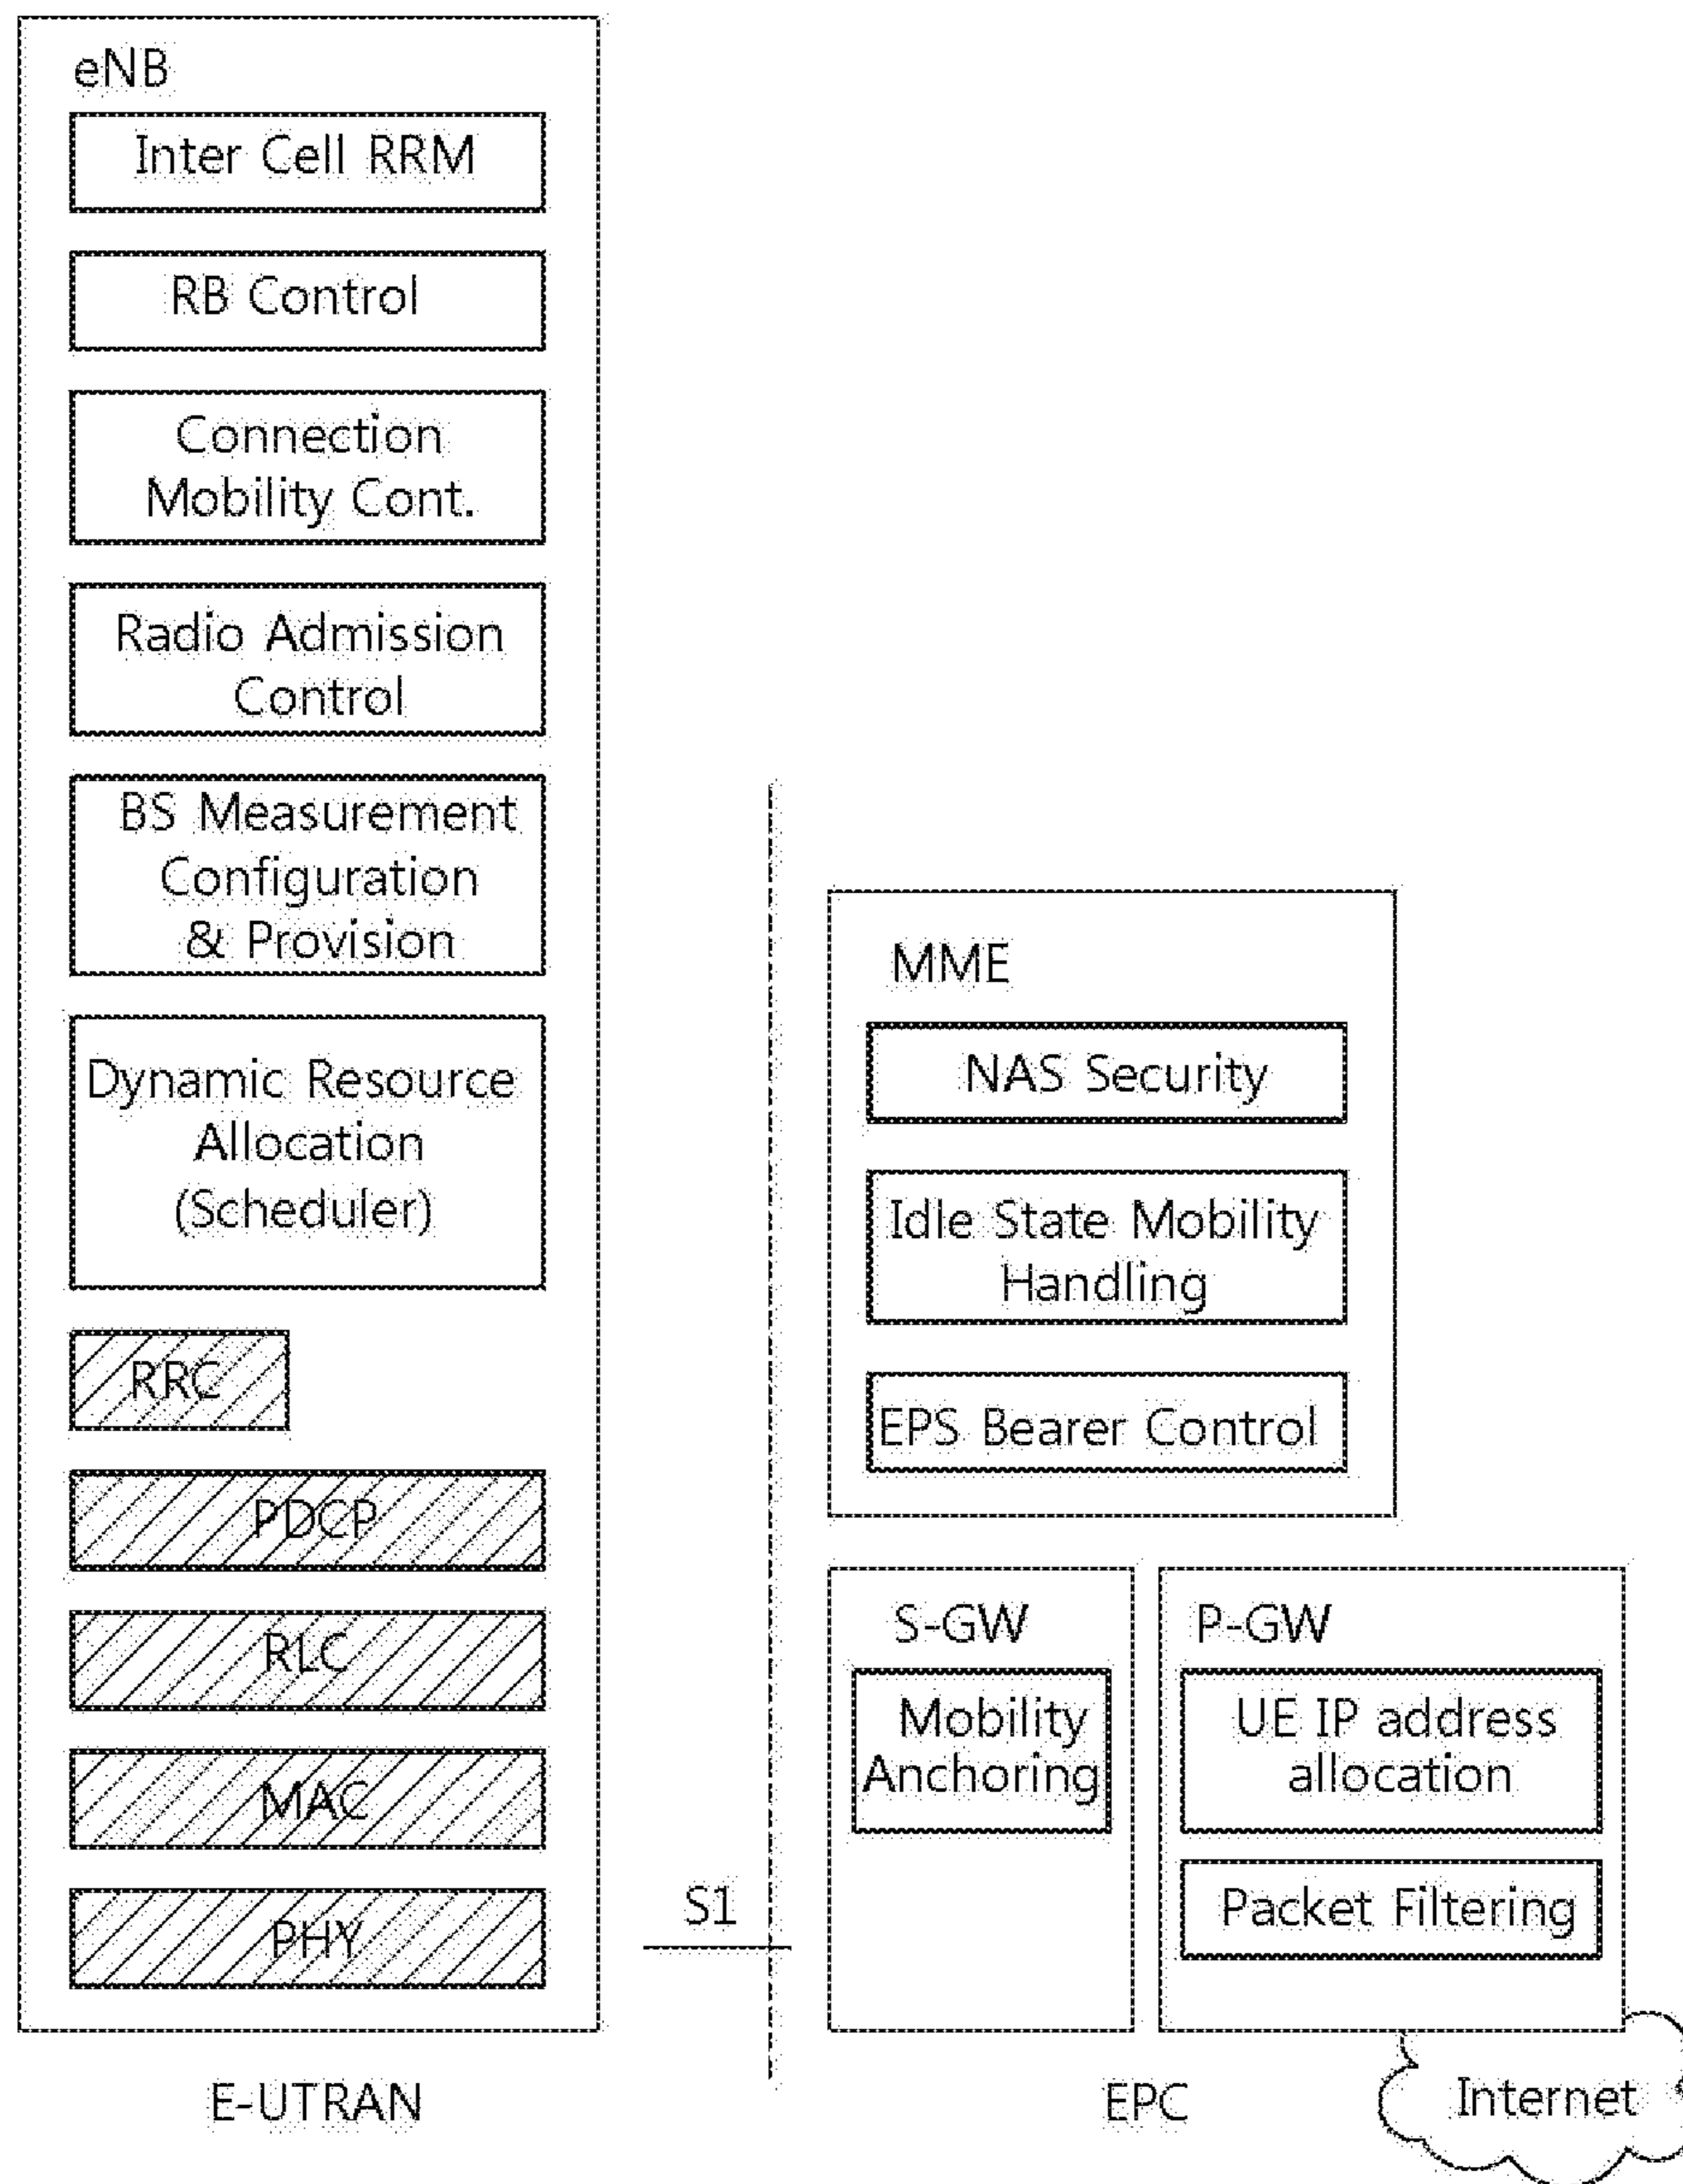 eNB
Inter Cell RRM
RB Control
Connection
Mobility Cont.
Radio Admission
Control
BS Measurement
Configuration
& Provision
Dynamic Resource
Allocation
(Scheduler)
RRC
PDCP
RLC
MAC
PHY
E-UTRAN
S1
MME
NAS Security
Idle State Mobility
Handling
EPS Bearer Control
S-GW
Mobility
Anchoring
P-GW
UE IP address
allocation
Packet Filtering
EPC
Internet